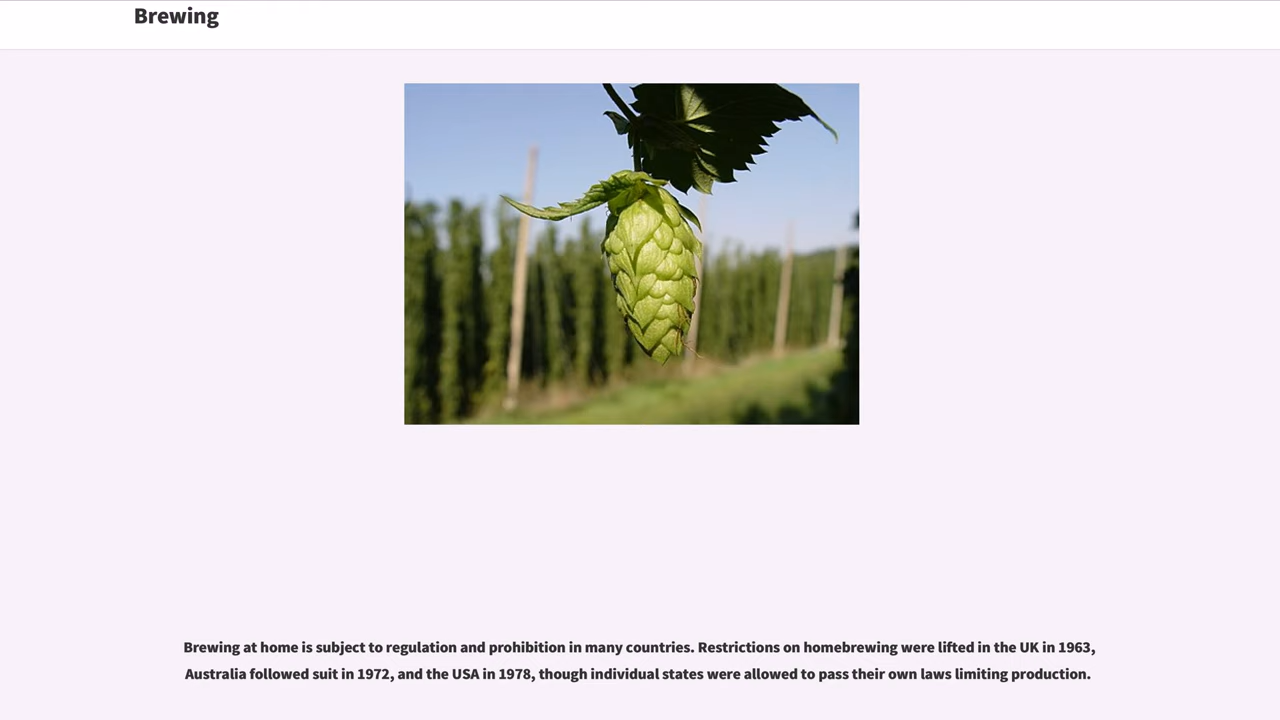 Brewing
Brewing at home is subject to regulation and prohibition in many countries. Restrictions on homebrewing were lifted in the UK in 1963,
Australia followed suit in 1972, and the USA in 1978, though individual states were allowed to pass their own laws limiting production.